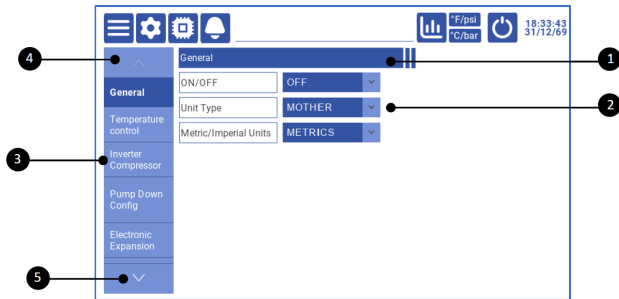 °F/psi
°C/bar
18:33:43
31/12/69
4
General
1
ON/OFF
OFF
General
Unit Type
MOTHER
2
Temperature
control
Metric/Imperial Units
METRICS
3
Inverter
Compressor
Pump Down
Config
Electronic
Expansion
5